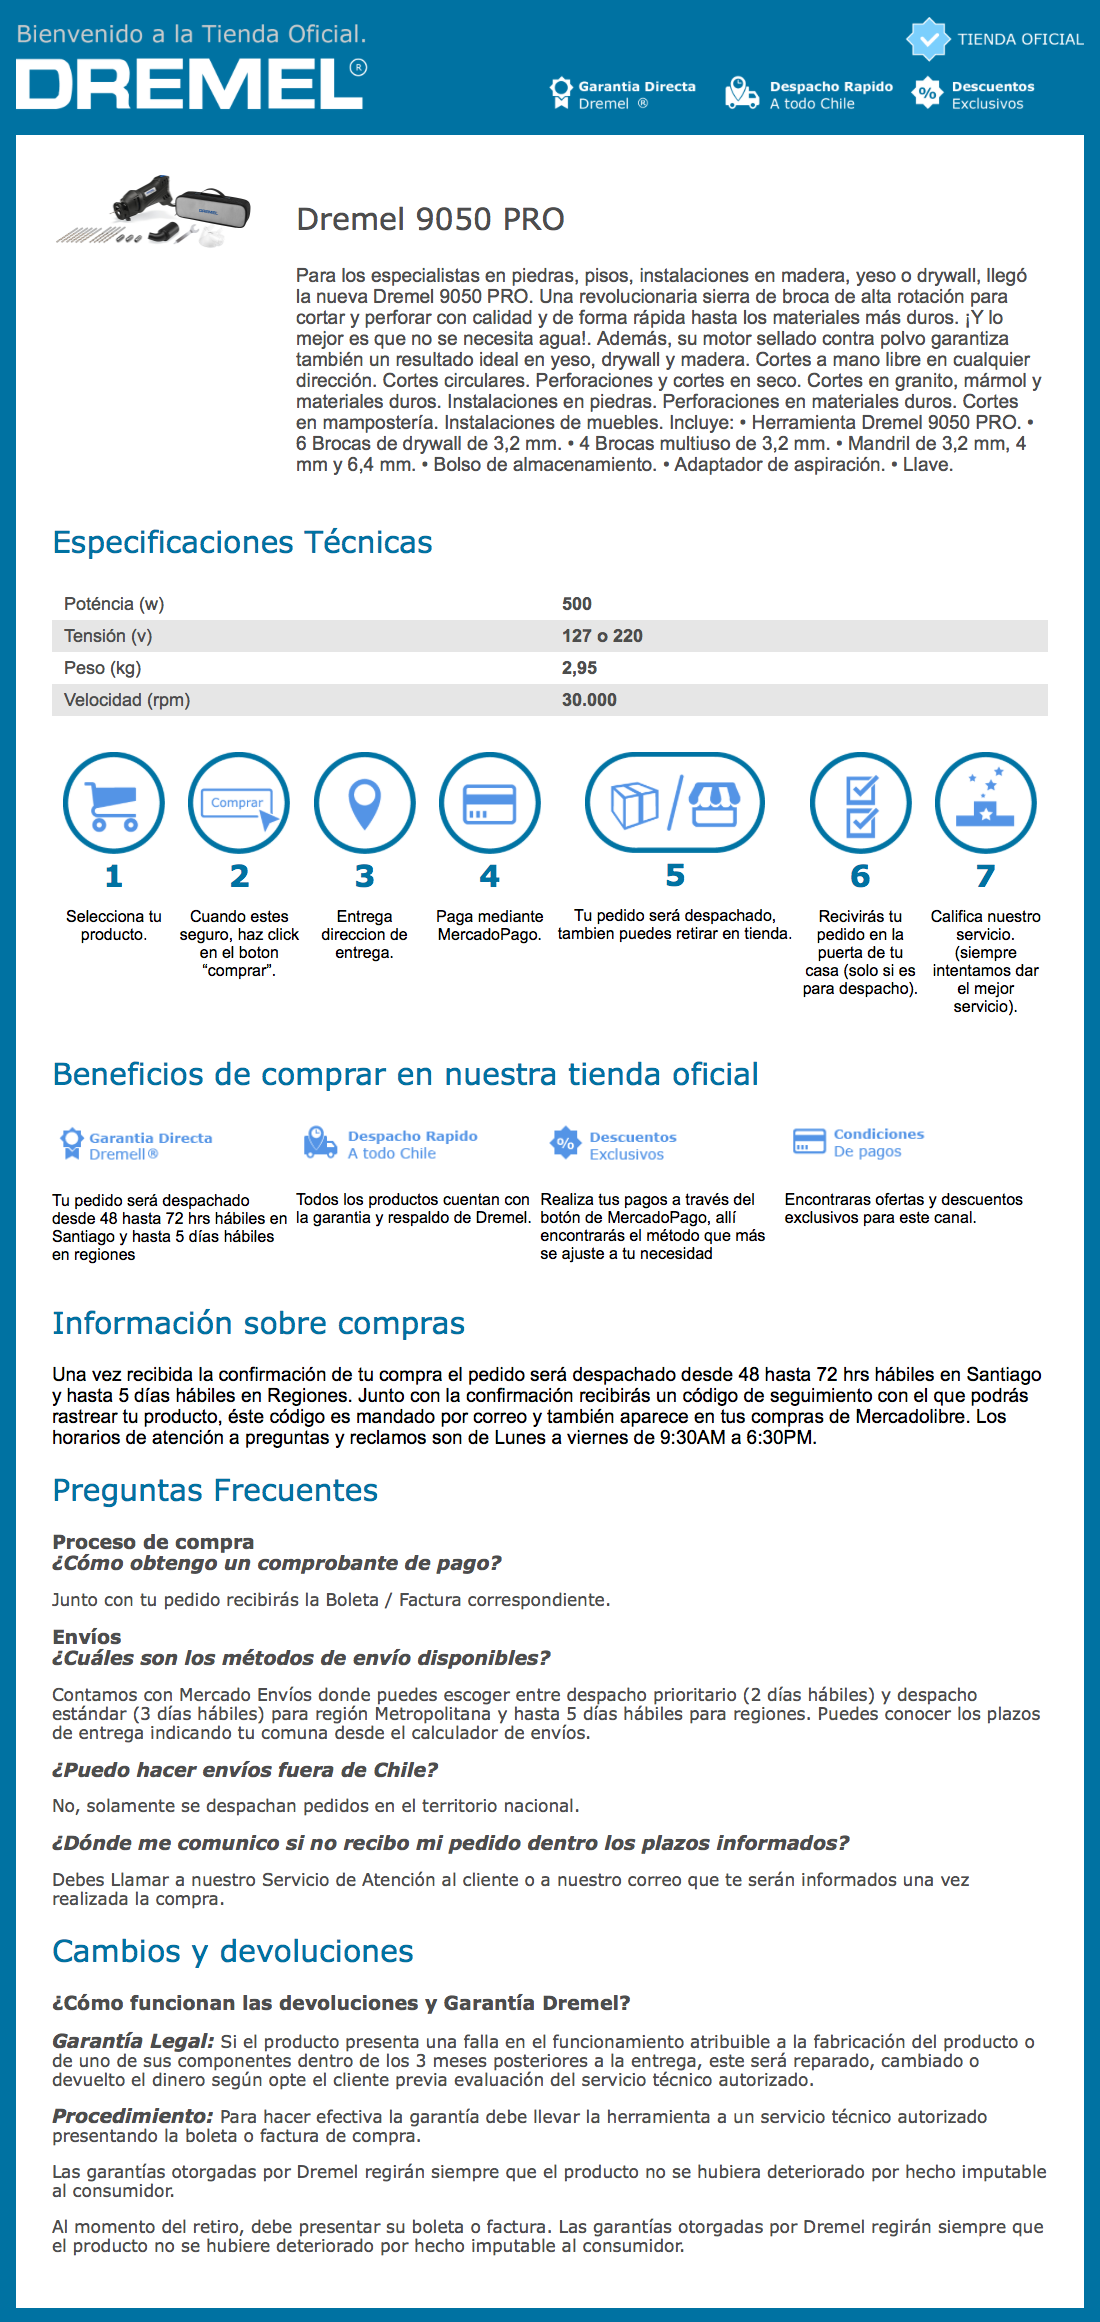 Bienvenido a la Tienda Oficial.
DREMEL®
TIENDA OFICIAL
Garantia Directa
Dremel ®
Despacho Rapido
A todo Chile
%
Descuentos
Exclusivos
DREMEL
Dremel 9050 PRO
Para los especialistas en piedras, pisos, instalaciones en madera, yeso o drywall, llegó
la nueva Dremel 9050 PRO. Una revolucionaria sierra de broca de alta rotación para
cortar y perforar con calidad y de forma rápida hasta los materiales más duros. ¡Y lo
mejor es que no se necesita agua!. Además, su motor sellado contra polvo garantiza
también un resultado ideal en yeso, drywall y madera. Cortes a mano libre en cualquier
dirección. Cortes circulares. Perforaciones y cortes en seco. Cortes en granito, mármol y
materiales duros. Instalaciones en piedras. Perforaciones en materiales duros. Cortes
en mampostería. Instalaciones de muebles. Incluye: • Herramienta Dremel 9050 PRO. •
6 Brocas de drywall de 3,2 mm. • 4 Brocas multiuso de 3,2 mm. • Mandril de 3,2 mm, 4
mm y 6,4 mm. • Bolso de almacenamiento. • Adaptador de aspiración. • Llave.
Especificaciones Técnicas
Poténcia (w) 500
Tensión (v) 127 o 220
Peso (kg) 2,95
Velocidad (rpm) 30.000
Comprar
1
Selecciona tu
producto.
2
Cuando estes
seguro, haz click
en el boton
“comprar”.
3
Entrega
direccion de
entrega.
4
Paga mediante
MercadoPago.
5
Tu pedido será despachado,
tambien puedes retirar en tienda.
6
Recivirás tu
pedido en la
puerta de tu
casa (solo si es
para despacho).
7
Califica nuestro
servicio.
(siempre
intentamos dar
el mejor
servicio).
Beneficios de comprar en nuestra tienda oficial
Garantia Directa
Dremell®
Tu pedido será despachado
desde 48 hasta 72 hrs hábiles en
Santiago y hasta 5 días hábiles
en regiones
Despacho Rapido
A todo Chile
Todos los productos cuentan con
la garantia y respaldo de Dremel.
%
Descuentos
Exclusivos
Realiza tus pagos a través del
botón de MercadoPago, allí
encontrarás el método que más
se ajuste a tu necesidad
Condiciones
De pagos
Encontraras ofertas y descuentos
exclusivos para este canal.
Información sobre compras
Una vez recibida la confirmación de tu compra el pedido será despachado desde 48 hasta 72 hrs hábiles en Santiago
y hasta 5 días hábiles en Regiones. Junto con la confirmación recibirás un código de seguimiento con el que podrás
rastrear tu producto, éste código es mandado por correo y también aparece en tus compras de Mercadolibre. Los
horarios de atención a preguntas y reclamos son de Lunes a viernes de 9:30AM a 6:30PM.
Preguntas Frecuentes
Proceso de compra
¿Cómo obtengo un comprobante de pago?
Junto con tu pedido recibirás la Boleta / Factura correspondiente.
Envíos
¿Cuáles son los métodos de envío disponibles?
Contamos con Mercado Envíos donde puedes escoger entre despacho prioritario (2 días hábiles) y despacho
estándar (3 días hábiles) para región Metropolitana y hasta 5 días hábiles para regiones. Puedes conocer los plazos
de entrega indicando tu comuna desde el calculador de envíos.
¿Puedo hacer envíos fuera de Chile?
No, solamente se despachan pedidos en el territorio nacional.
¿Dónde me comunico si no recibo mi pedido dentro los plazos informados?
Debes Llamar a nuestro Servicio de Atención al cliente o a nuestro correo que te serán informados una vez
realizada la compra.
Cambios y devoluciones
¿Cómo funcionan las devoluciones y Garantía Dremel?
Garantía Legal: Si el producto presenta una falla en el funcionamiento atribuible a la fabricación del producto o
de uno de sus componentes dentro de los 3 meses posteriores a la entrega, este será reparado, cambiado o
devuelto el dinero según opte el cliente previa evaluación del servicio técnico autorizado.
Procedimiento: Para hacer efectiva la garantía debe llevar la herramienta a un servicio técnico autorizado
presentando la boleta o factura de compra.
Las garantías otorgadas por Dremel regirán siempre que el producto no se hubiera deteriorado por hecho imputable
al consumidor.
Al momento del retiro, debe presentar su boleta o factura. Las garantías otorgadas por Dremel regirán siempre que
el producto no se hubiere deteriorado por hecho imputable al consumidor.